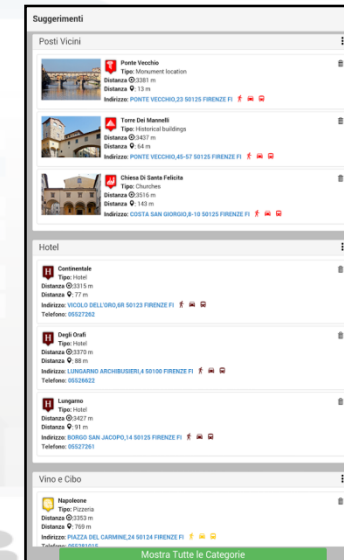 Suggerimenti
Posti Vicini
Ponte Vecchio
Tipo: Monument location
Distanza :3381 m
Distanza : 13 m
Indirizzo: PONTE VECCHIO,23 50125 FIRENZE FI
Torre Dei Mannelli
Tipo: Historical buildings
Distanza :3437 m
Distanza : 64 m
Indirizzo: PONTE VECCHIO,45-57 50125 FIRENZE FI
Chiesa Di Santa Felicita
Tipo: Churches
Distanza :3516 m
Distanza : 143 m
Indirizzo: COSTA SAN GIORGIO,8-10 50125 FIRENZE FI
Hotel
H Continentale
Tipo: Hotel
Distanza :3315 m
Distanza : 77 m
Indirizzo: VICOLO DELL'ORO,6R 50123 FIRENZE FI
Telefono: 05527262
H Degli Orafi
Tipo: Hotel
Distanza :3370 m
Distanza : 88 m
Indirizzo: LUNGARNO ARCHIBUSIERI,4 50100 FIRENZE FI
Telefono: 05526622
H Lungarno
Tipo: Hotel
Distanza :3427 m
Distanza : 91 m
Indirizzo: BORGO SAN JACOPO,14 50125 FIRENZE FI
Telefono: 05527261
Vino e Cibo
Napoleone
Tipo: Pizzeria
Distanza :3353 m
Distanza : 769 m
Indirizzo: PIAZZA DEL CARMINE,24 50124 FIRENZE FI
Telefono:
Mostra Tutte le Categorie